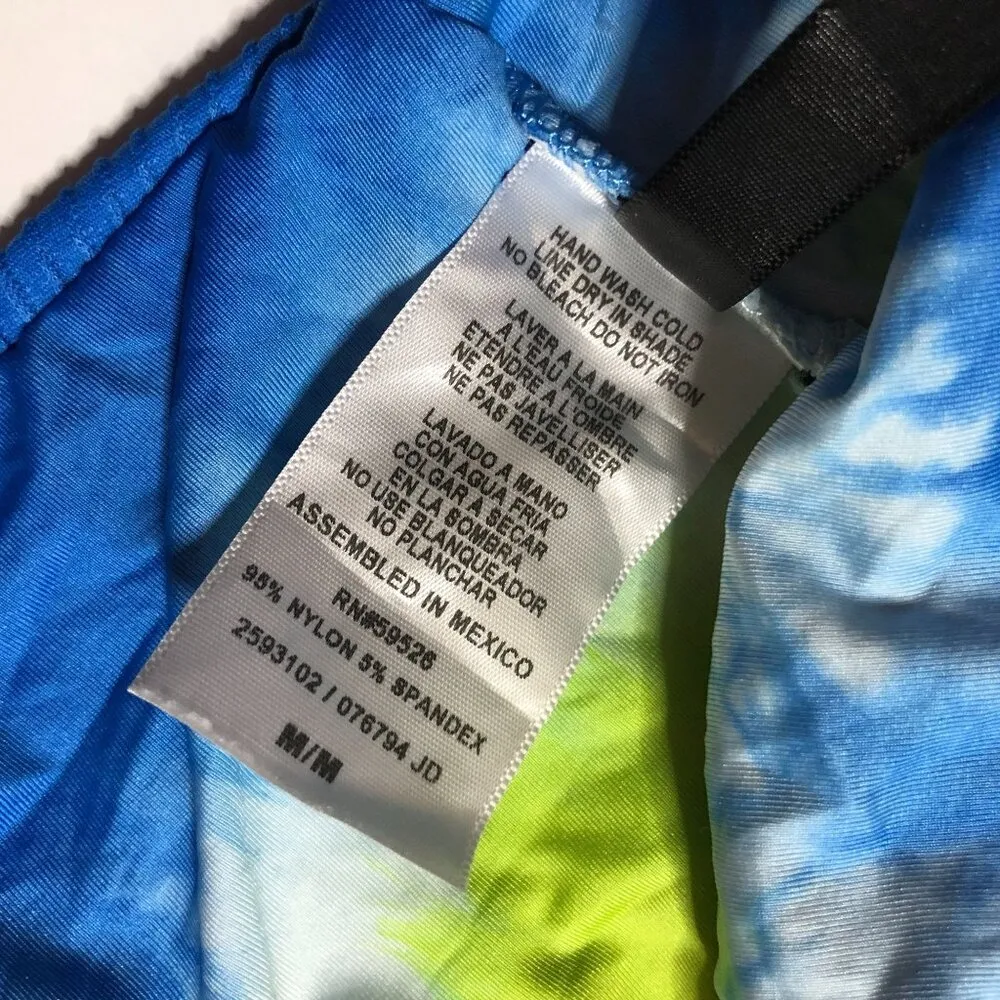 HAND WASH COLD
LINE DRY IN SHADE
NO BLEACH DO NOT IRON
LAVER A LA MAIN
A L'EAU FROIDE
ETENDRE A L'OMBRE
NE PAS JAVELLISER
NE PAS REPASSER
LAVADO A MANO
CON AGUA FRIA
COLGAR A SECAR
EN LA SOMBRA
NO USE BLANQUEADOR
NO PLANCHAR
ASSEMBLED IN MEXICO
RN#59526
95% NYLON 5% SPANDEX
2593102 / 076794 JD
M/M